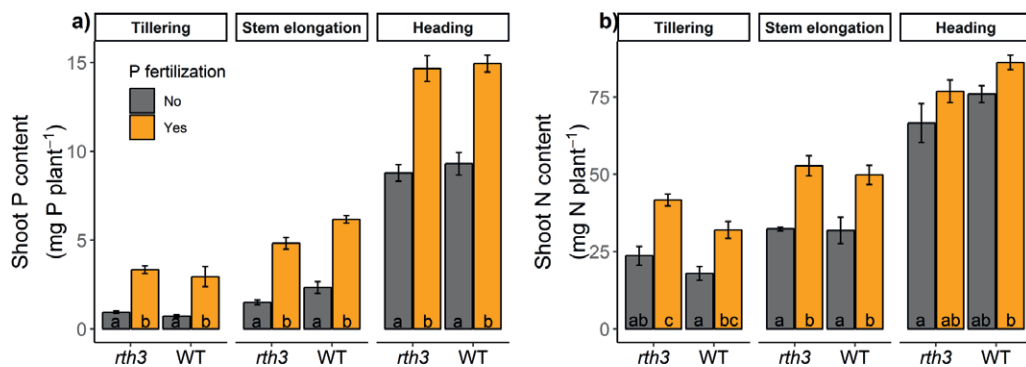 a)
Tillering Stem elongation Heading
Shoot P content
(mg P plant⁻¹)
15
10
5
0
P fertilization
No
Yes
a b a b a b a b a b a b
rth3 WT rth3 WT rth3 WT
b)
Tillering Stem elongation Heading
Shoot N content
(mg N plant⁻¹)
75
50
25
0
ab c a bc a b a b a ab ab b
rth3 WT rth3 WT rth3 WT